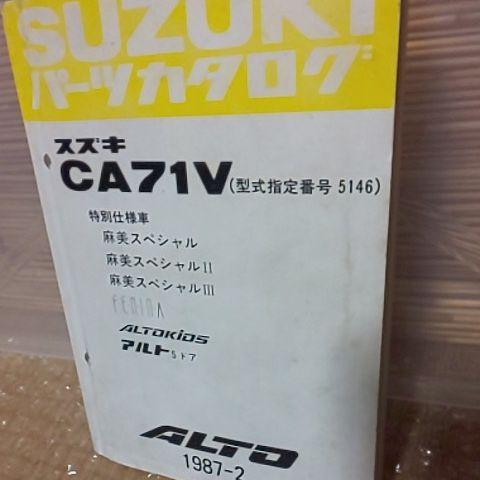 SUZUKI
パーツカタログ
スズキ
CA71V(型式指定番号 5146)
特別仕様車
麻美スペシャル
麻美スペシャルII
麻美スペシャルIII
FEMINA
ALTOKIDS
アルト5ドア
ALTO
1987-2